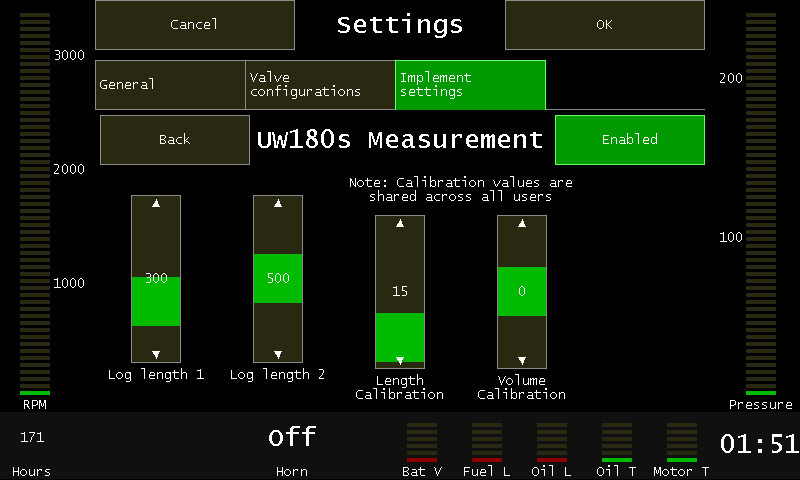 Cancel
Settings
OK
3000
200
General
Valve
configurations
Implement
settings
Back
UW180s Measurement
Enabled
2000
Note: Calibration values are
shared across all users
100
300
500
15
0
1000
Log length 1
Log length 2
Length
Calibration
Volume
Calibration
RPM
Pressure
171
Off
01:51
Hours
Horn
Bat V
Fuel L
Oil L
Oil T
Motor T